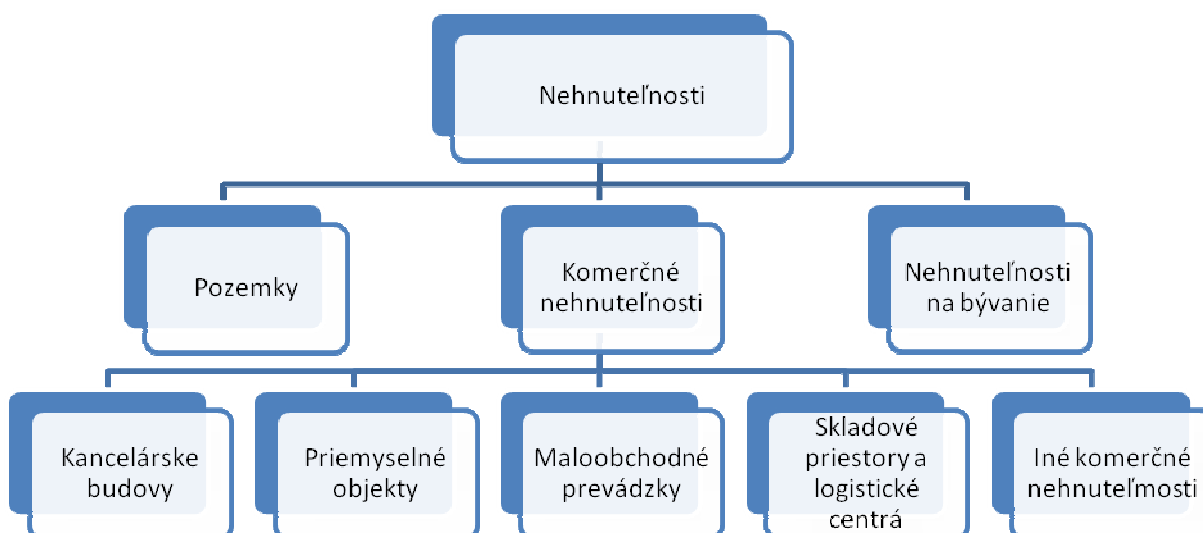 Nehnuteľnosti
Pozemky
Komerčné
nehnuteľnosti
Nehnuteľnosti
na bývanie
Kancelárske
budovy
Priemyselné
objekty
Maloobchodné
prevádzky
Skladové
priestory a
logistické
centrá
Iné komerčné
nehnuteľmosti